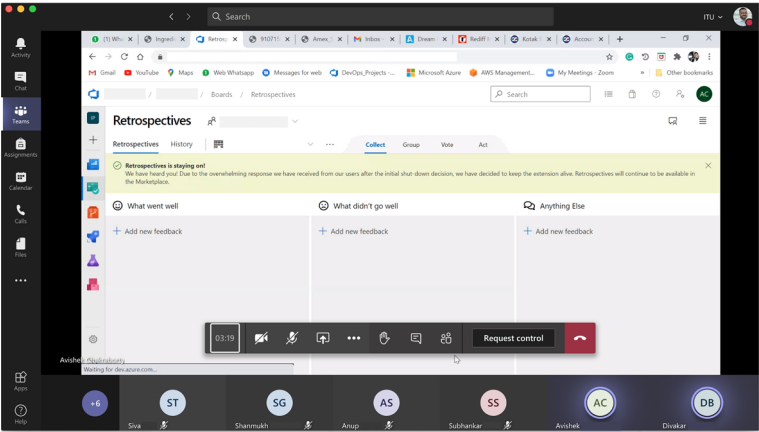 Search
ITU
(1) Wha
Ingredi
Retrosp
910715
Amex_
Inbox -
Dream
Rediff
Kotak
Accoun
Gmail
YouTube
Maps
Web Whatsapp
Messages for web
DevOps_Projects -...
Microsoft Azure
AWS Management...
My Meetings - Zoom
»
Other bookmarks
/
/
Boards
/
Retrospectives
Search
AC
Retrospectives
Retrospectives
History
Collect
Group
Vote
Act
Retrospectives is staying on!
We have heard you! Due to the overwhelming response we have received from our users after the initial shut-down decision, we have decided to keep the extension alive. Retrospectives will continue to be available in
the Marketplace.
What went well
What didn't go well
Anything Else
Add new feedback
Add new feedback
Add new feedback
Activity
Chat
Teams
Assignments
Calendar
Calls
Files
Apps
Help
03:19
Request control
Avishek Chakraborty
Waiting for dev.azure.com...
+6
ST
SG
AS
SS
AC
DB
Siva
Shanmukh
Anup
Subhankar
Avishek
Divakar